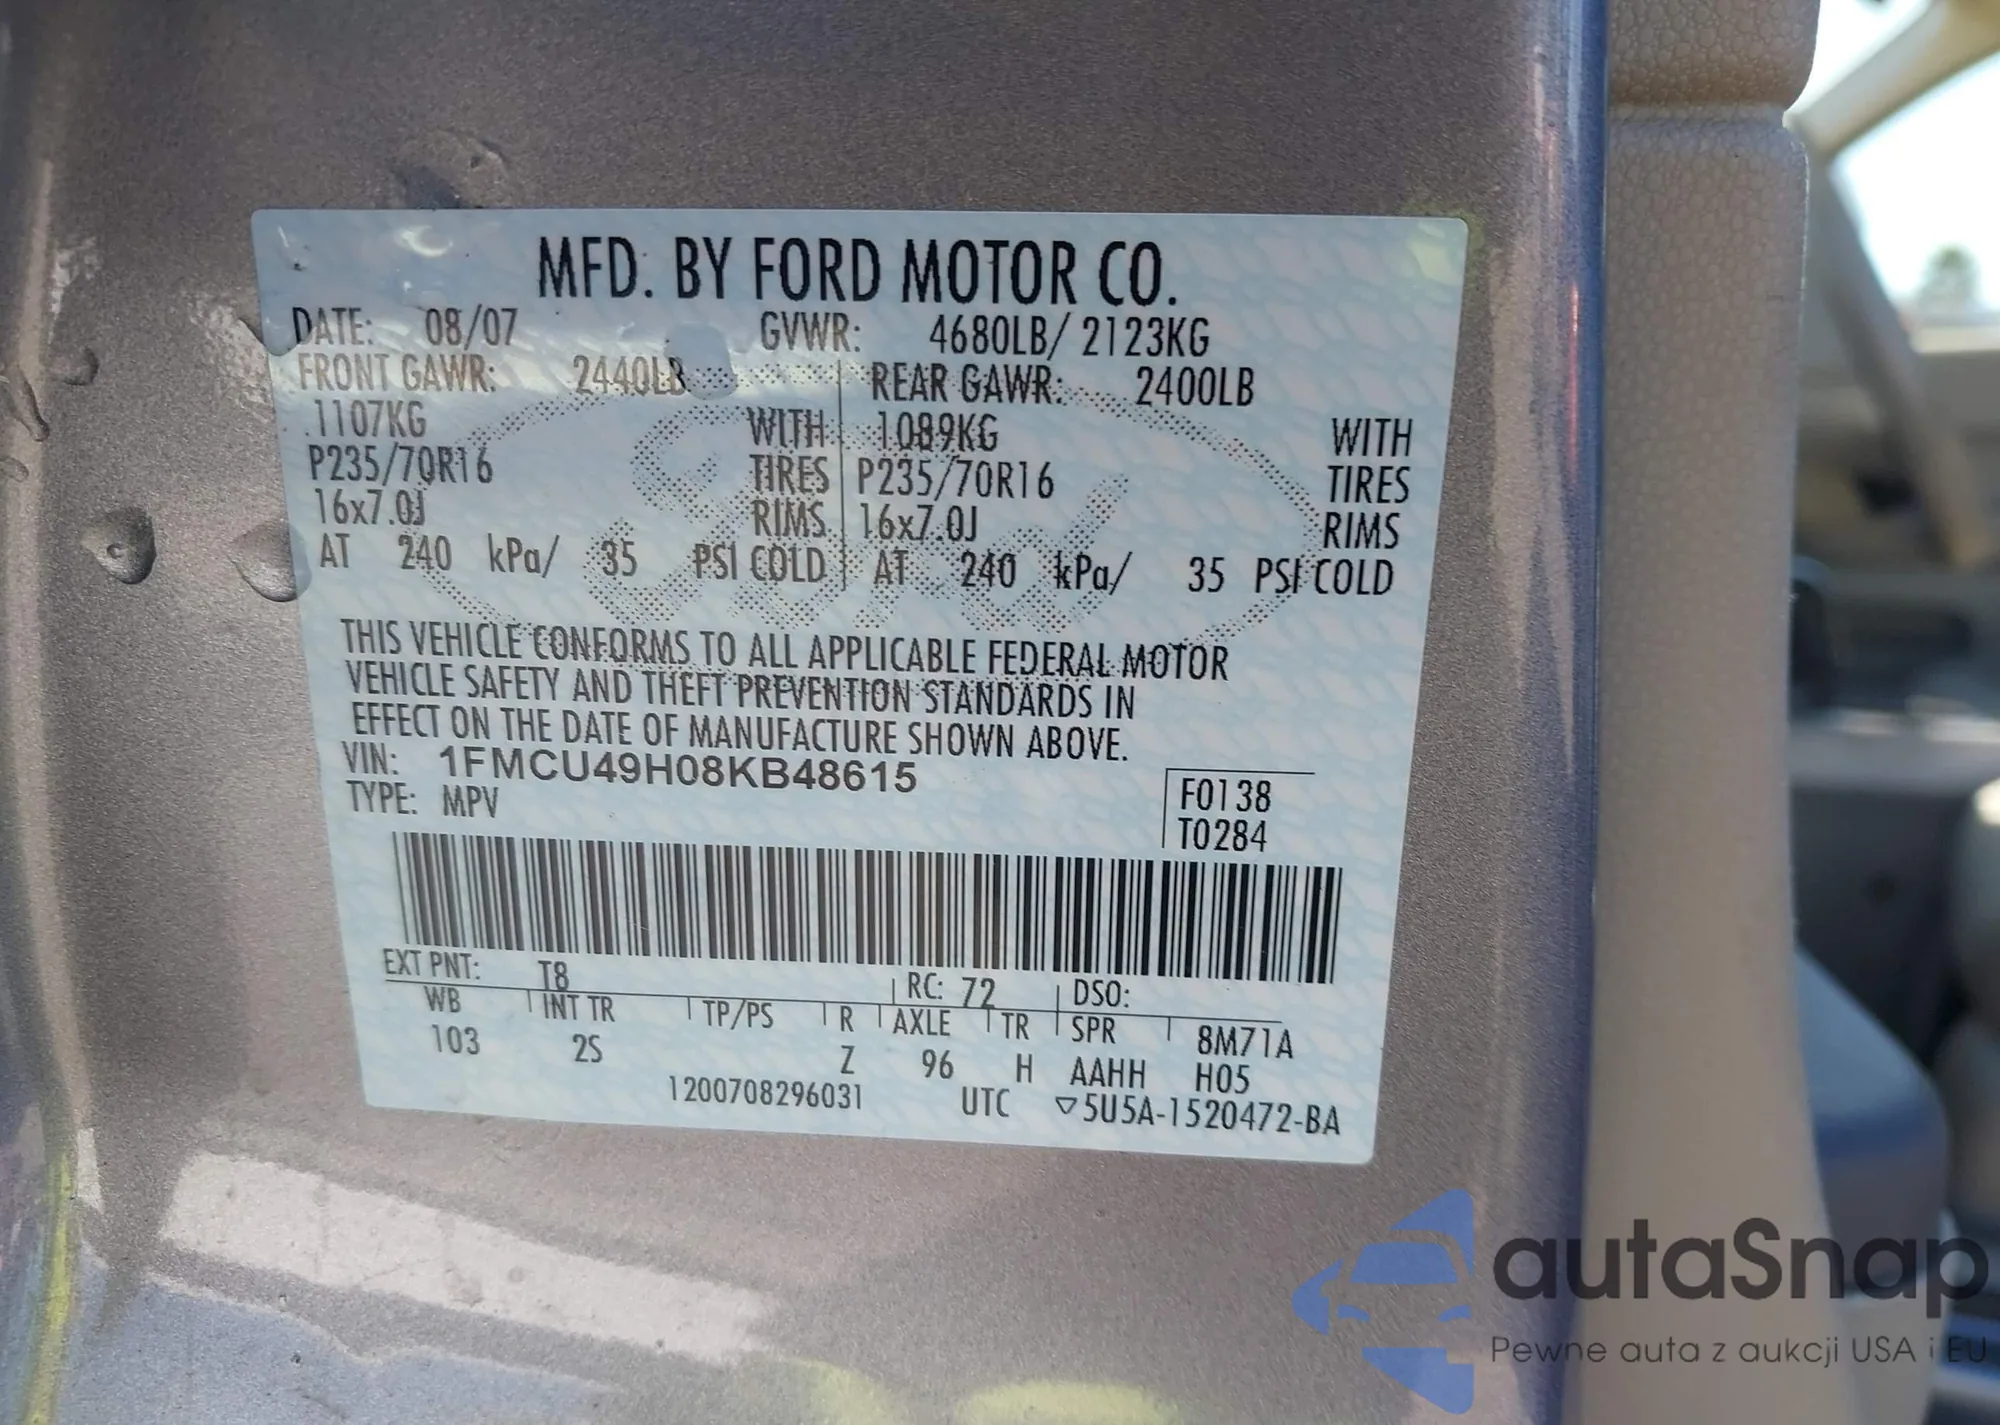 MFD. BY FORD MOTOR CO.
DATE: 08/07 GVWR: 4680LB/ 2123KG
FRONT GAWR: 2440LB REAR GAWR: 2400LB
1107KG WITH 1089KG WITH
P235/70R16 TIRES P235/70R16 TIRES
16x7.0J RIMS 16x7.0J RIMS
AT 240 kPa/ 35 PSI COLD AT 240 kPa/ 35 PSI COLD
THIS VEHICLE CONFORMS TO ALL APPLICABLE FEDERAL MOTOR
VEHICLE SAFETY AND THEFT PREVENTION STANDARDS IN
EFFECT ON THE DATE OF MANUFACTURE SHOWN ABOVE.
VIN: 1FMCU49H08KB48615
TYPE: MPV
F0138
T0284
EXT PNT: T8 RC: 72 DSO:
WB INT TR TP/PS R AXLE TR SPR 8M71A
103 2S Z 96 H AAHH H05
1200708296031 UTC ▽5U5A-1520472-BA
Ford
autaSnap
Pewne auta z aukcji USA i EU